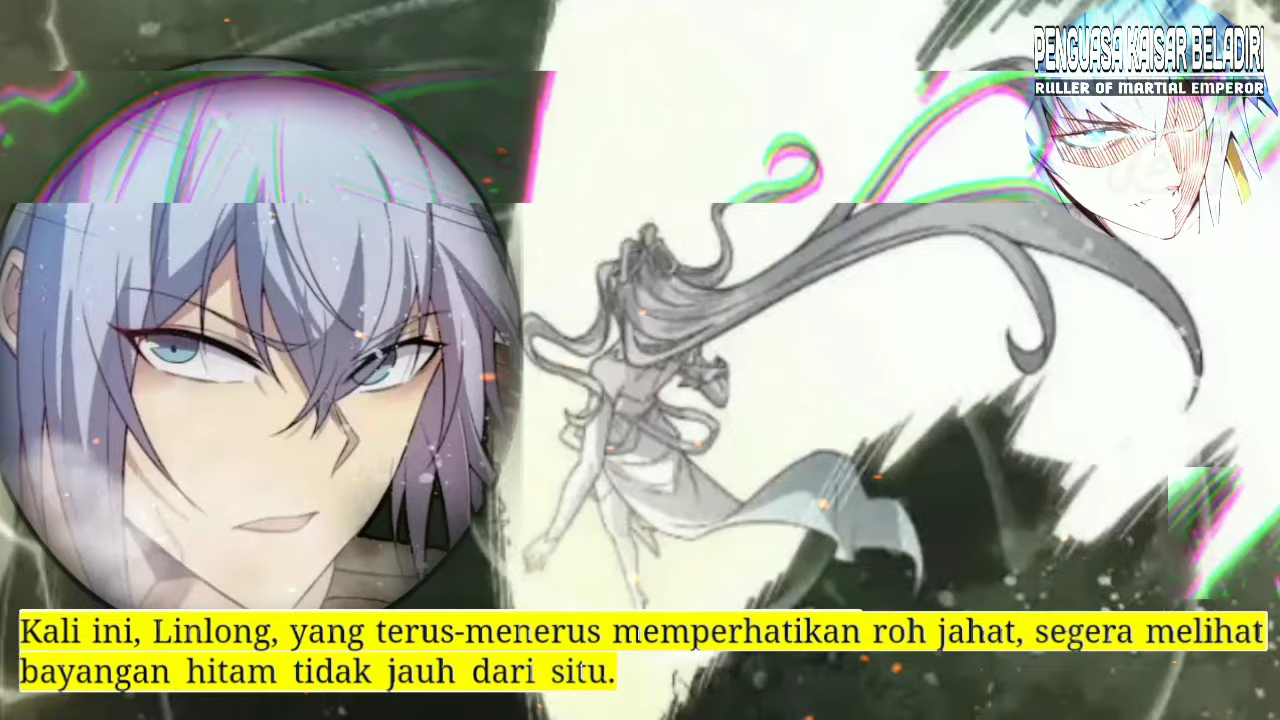 PENGUASA KAISAR BELADIRI
RULLER OF MARTIAL EMPEROR
Kali ini, Linlong, yang terus-menerus memperhatikan roh jahat, segera melihat
bayangan hitam tidak jauh dari situ.